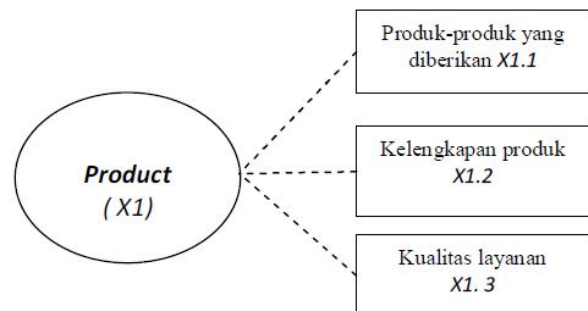 Product
( X1)
Produk-produk yang
diberikan X1.1
Kelengkapan produk
X1.2
Kualitas layanan
X1. 3